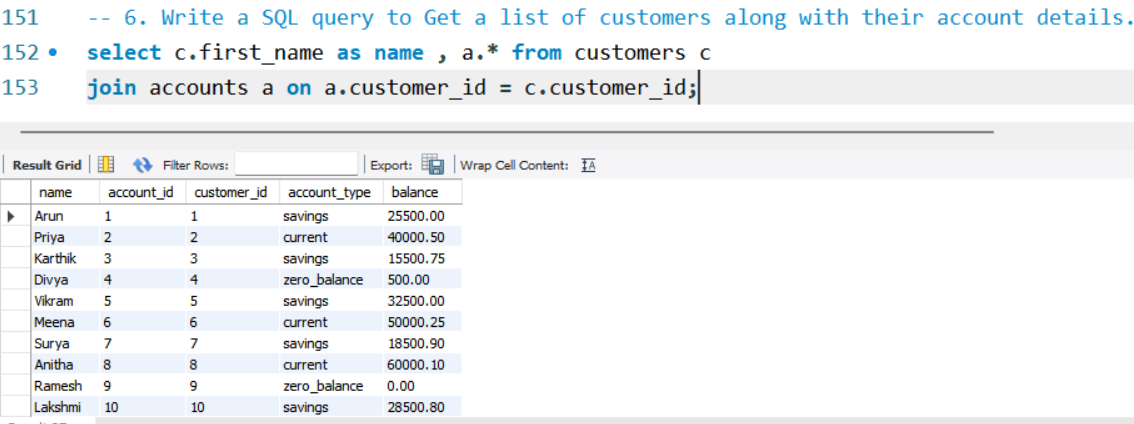 151 -- 6. Write a SQL query to Get a list of customers along with their account details.
152 select c.first_name as name , a.* from customers c
153 join accounts a on a.customer_id = c.customer_id;
Result Grid Filter Rows: Export: Wrap Cell Content: IA
name account_id customer_id account_type balance
Arun 1 1 savings 25500.00
Priya 2 2 current 40000.50
Karthik 3 3 savings 15500.75
Divya 4 4 zero_balance 500.00
Vikram 5 5 savings 32500.00
Meena 6 6 current 50000.25
Surya 7 7 savings 18500.90
Anitha 8 8 current 60000.10
Ramesh 9 9 zero_balance 0.00
Lakshmi 10 10 savings 28500.80